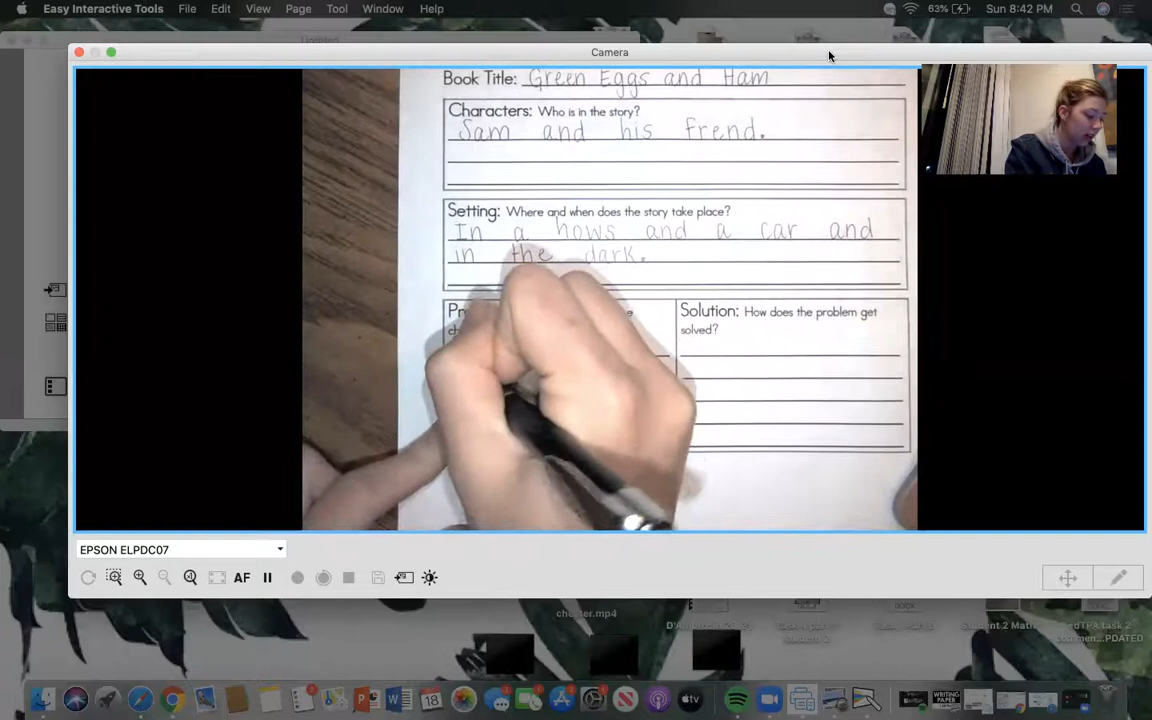 Easy Interactive Tools File Edit View Page Tool Window Help 63% Sun 8:42 PM
Camera
Book Title: Green Eggs and Ham
Characters: Who is in the story?
Sam and his frend.
Setting: Where and when does the story take place?
In a hows and a car and
in the dark.
Solution: How does the problem get
solved?
EPSON ELPDC07
AF
chester.mp4